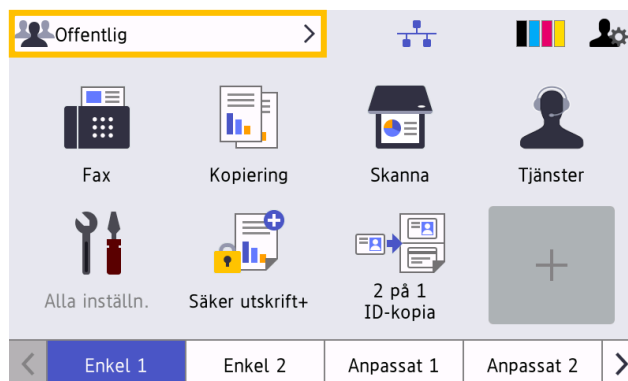 Offentlig
Fax
Kopiering
Skanna
Tjänster
Alla inställn.
Säker utskrift+
2 på 1
ID-kopia
Enkel 1
Enkel 2
Anpassat 1
Anpassat 2